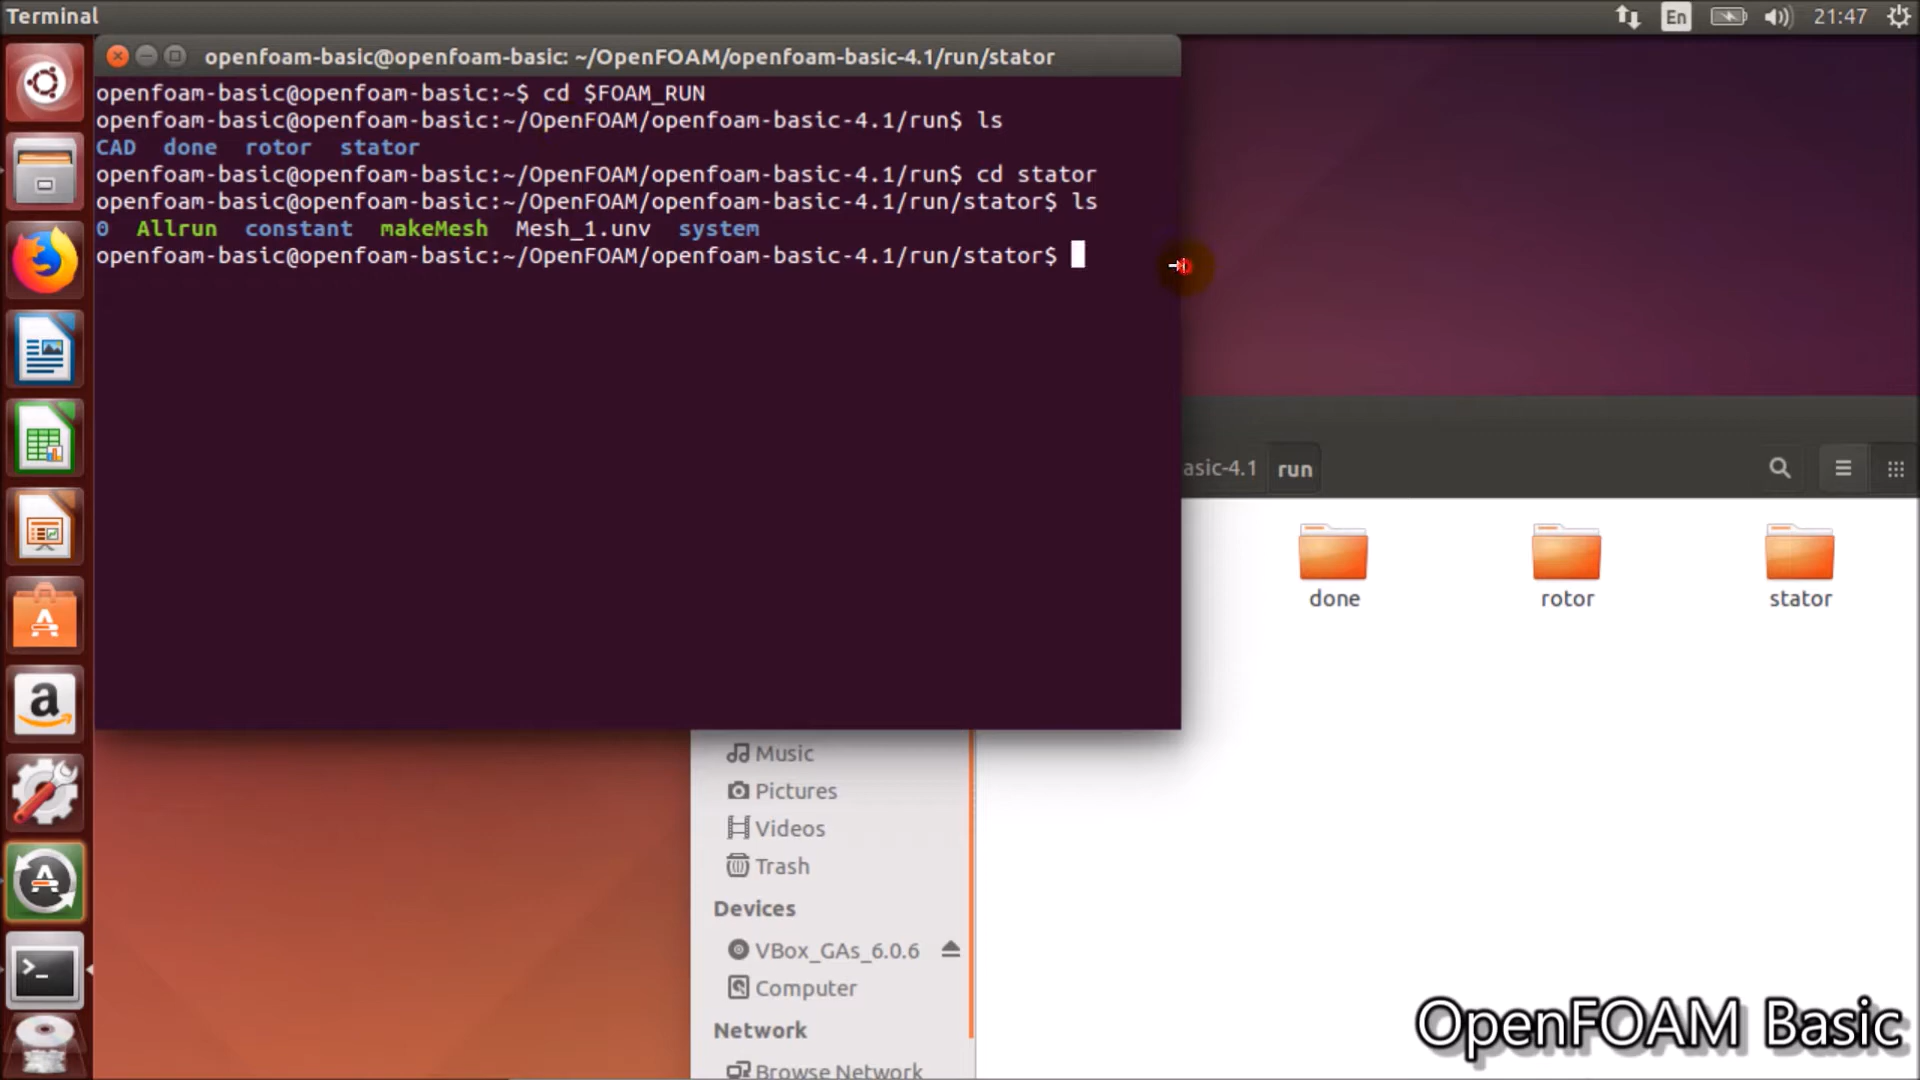 Terminal
En
21:47
openfoam-basic@openfoam-basic: ~/OpenFOAM/openfoam-basic-4.1/run/stator
openfoam-basic@openfoam-basic:~$ cd $FOAM_RUN
openfoam-basic@openfoam-basic:~/OpenFOAM/openfoam-basic-4.1/run$ ls
CAD done rotor stator
openfoam-basic@openfoam-basic:~/OpenFOAM/openfoam-basic-4.1/run$ cd stator
openfoam-basic@openfoam-basic:~/OpenFOAM/openfoam-basic-4.1/run/stator$ ls
0 Allrun constant makeMesh Mesh_1.unv system
openfoam-basic@openfoam-basic:~/OpenFOAM/openfoam-basic-4.1/run/stator$
asic-4.1 run
done rotor stator
Music
Pictures
Videos
Trash
Devices
VBox_GAs_6.0.6
Computer
Network
Browse Network
OpenFOAM Basic